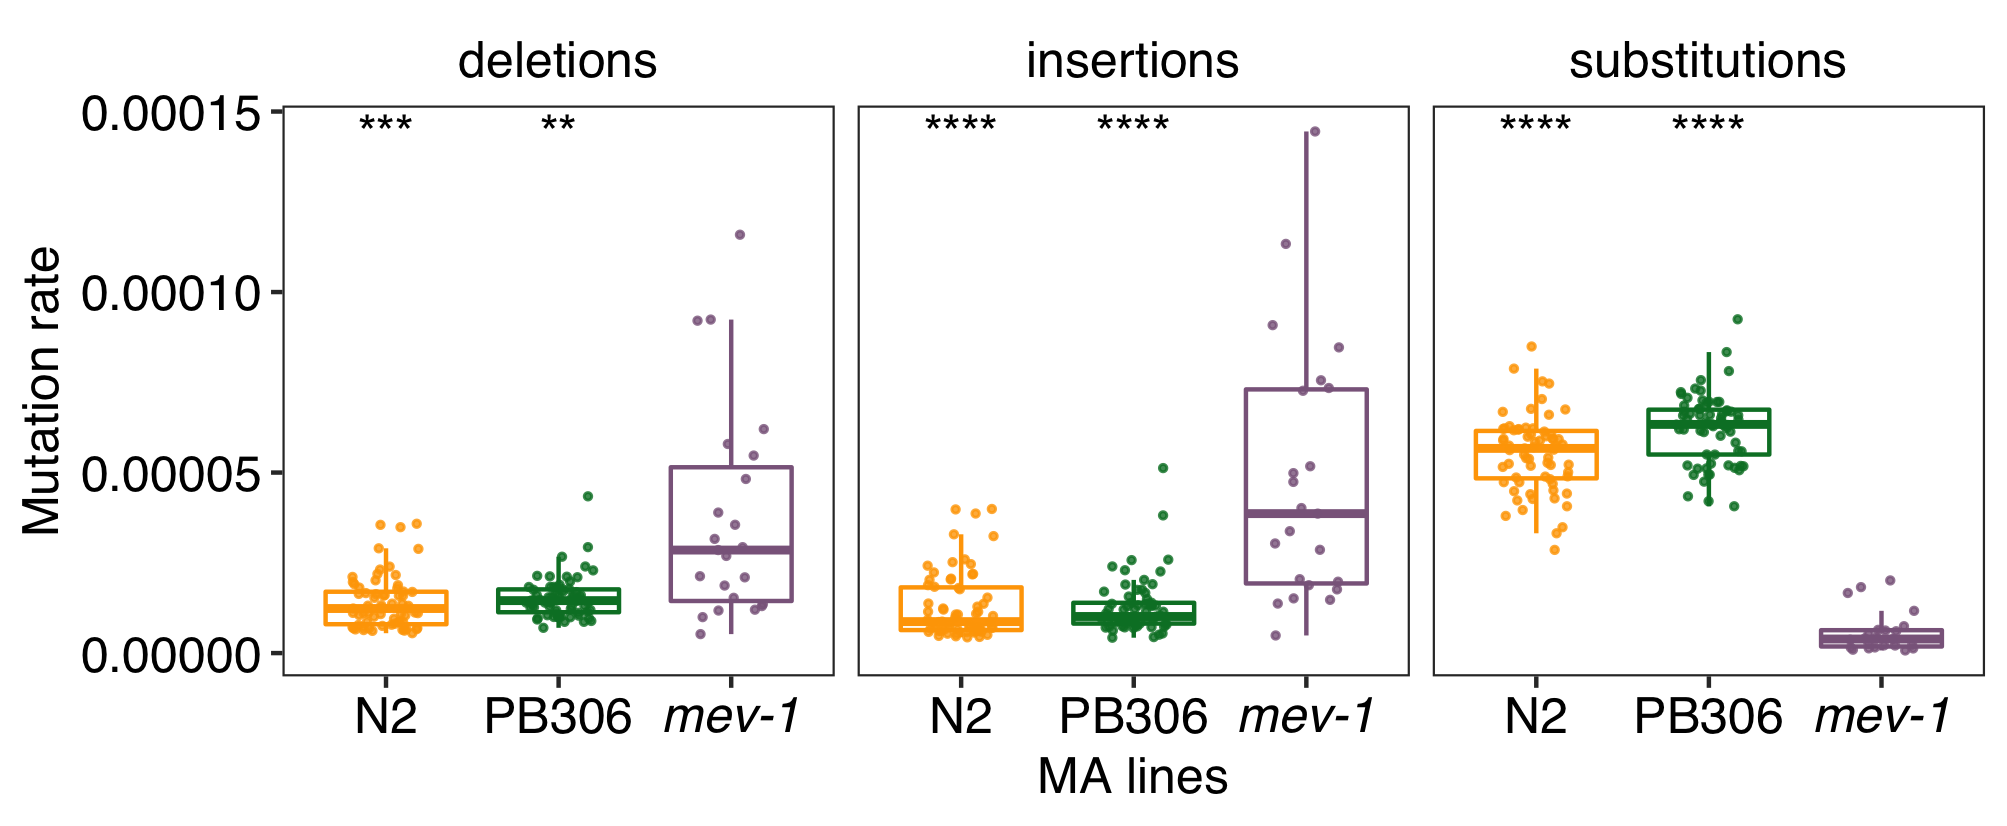 deletions insertions substitutions
0.00015
*** ** **** **** **** ****
0.00010
0.00005
0.00000
Mutation rate
N2 PB306 mev-1 N2 PB306 mev-1 N2 PB306 mev-1
MA lines